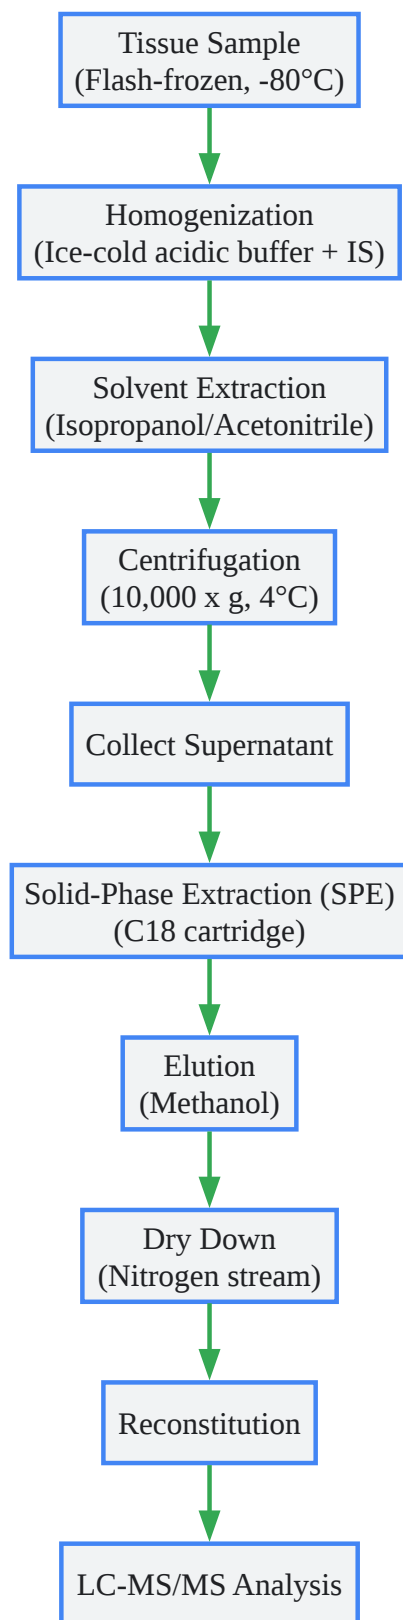 Tissue Sample
(Flash-frozen, -80°C)
Homogenization
(Ice-cold acidic buffer + IS)
Solvent Extraction
(Isopropanol/Acetonitrile)
Centrifugation
(10,000 x g, 4°C)
Collect Supernatant
Solid-Phase Extraction (SPE)
(C18 cartridge)
Elution
(Methanol)
Dry Down
(Nitrogen stream)
Reconstitution
LC-MS/MS Analysis